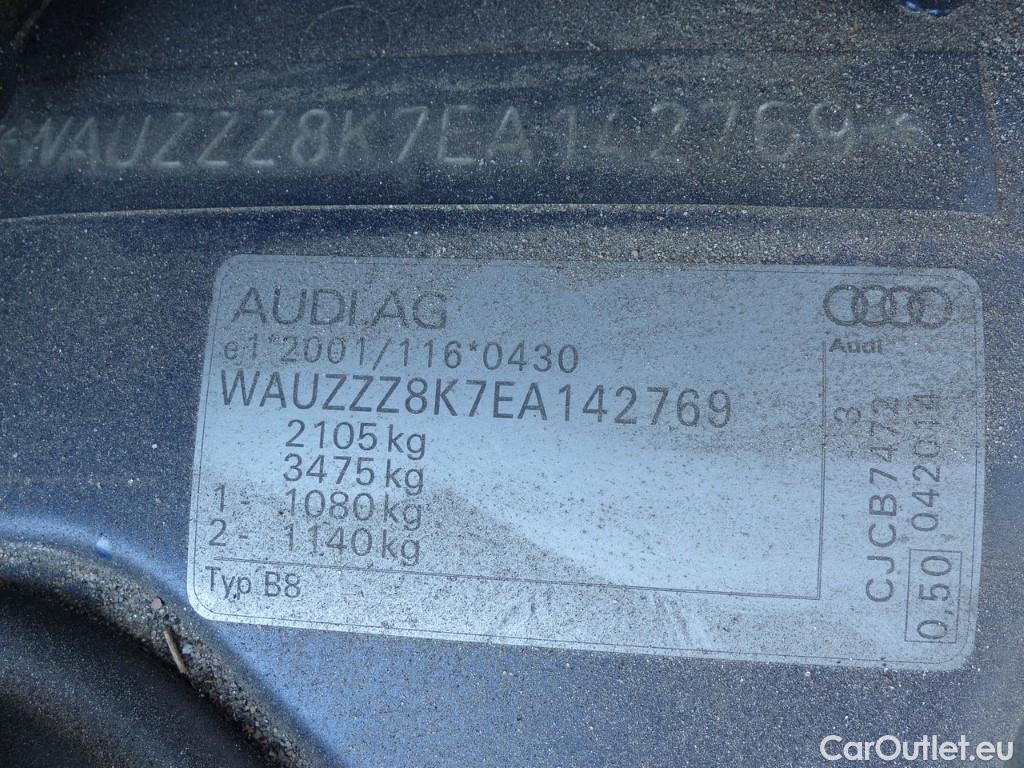 *WAUZZZ8K7EA142769*
AUDI AG
e1*2001/116*0430
WAUZZZ8K7EA142769
2105 kg
3475 kg
1 - 1080 kg
2 - 1140 kg
Typ B8
Audi
3
CJCB7472
0,50 042014
CarOutlet.eu